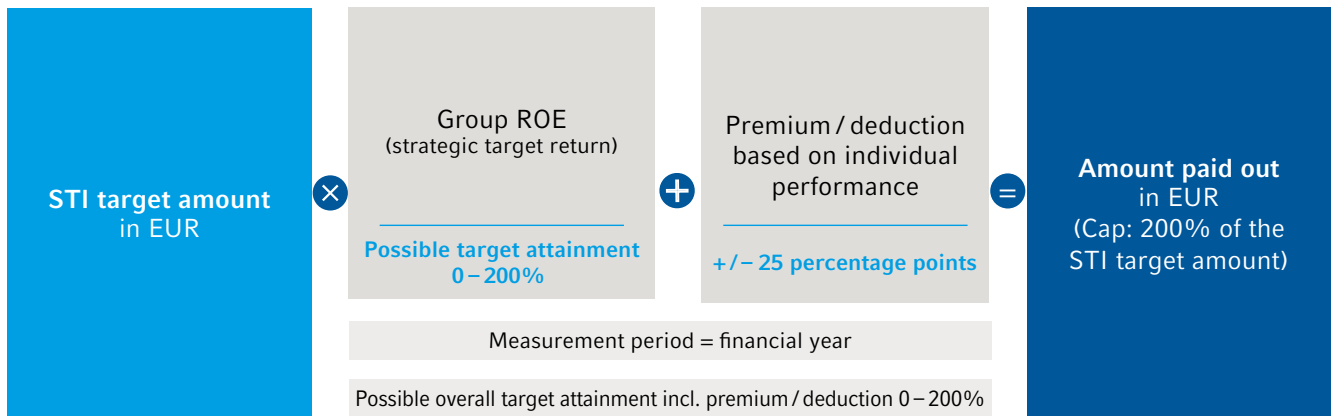 STI target amount
in EUR
×
Group ROE
(strategic target return)
Possible target attainment
0 – 200%
+
Premium / deduction
based on individual
performance
+ / – 25 percentage points
=
Amount paid out
in EUR
(Cap: 200% of the
STI target amount)
Measurement period = financial year
Possible overall target attainment incl. premium / deduction 0 – 200%